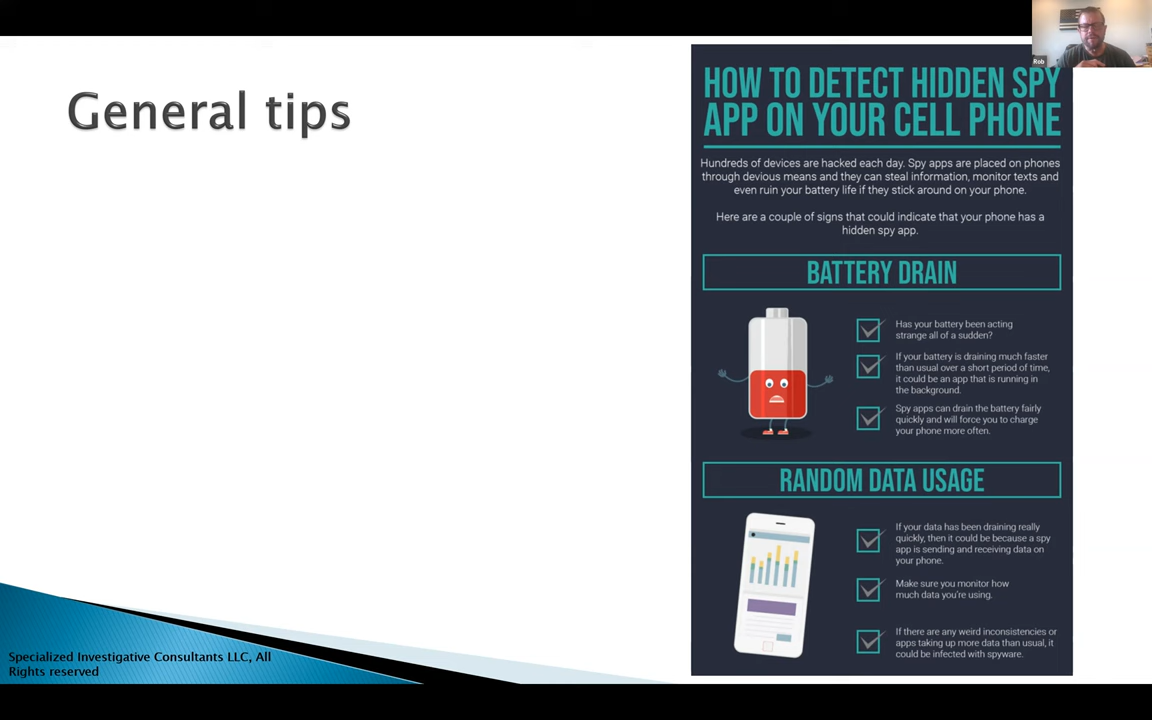 General tips
Rob
HOW TO DETECT HIDDEN SPY
APP ON YOUR CELL PHONE
Hundreds of devices are hacked each day. Spy apps are placed on phones
through devious means and they can steal information, monitor texts and
even ruin your battery life if they stick around on your phone.
Here are a couple of signs that could indicate that your phone has a
hidden spy app.
BATTERY DRAIN
Has your battery been acting
strange all of a sudden?
If your battery is draining much faster
than usual over a short period of time,
it could be an app that is running in
the background.
Spy apps can drain the battery fairly
quickly and will force you to charge
your phone more often.
RANDOM DATA USAGE
If your data has been draining really
quickly, then it could be because a spy
app is sending and receiving data on
your phone.
Make sure you monitor how
much data you're using.
If there are any weird inconsistencies or
apps taking up more data than usual, it
could be infected with spyware.
Specialized Investigative Consultants LLC, All
Rights reserved